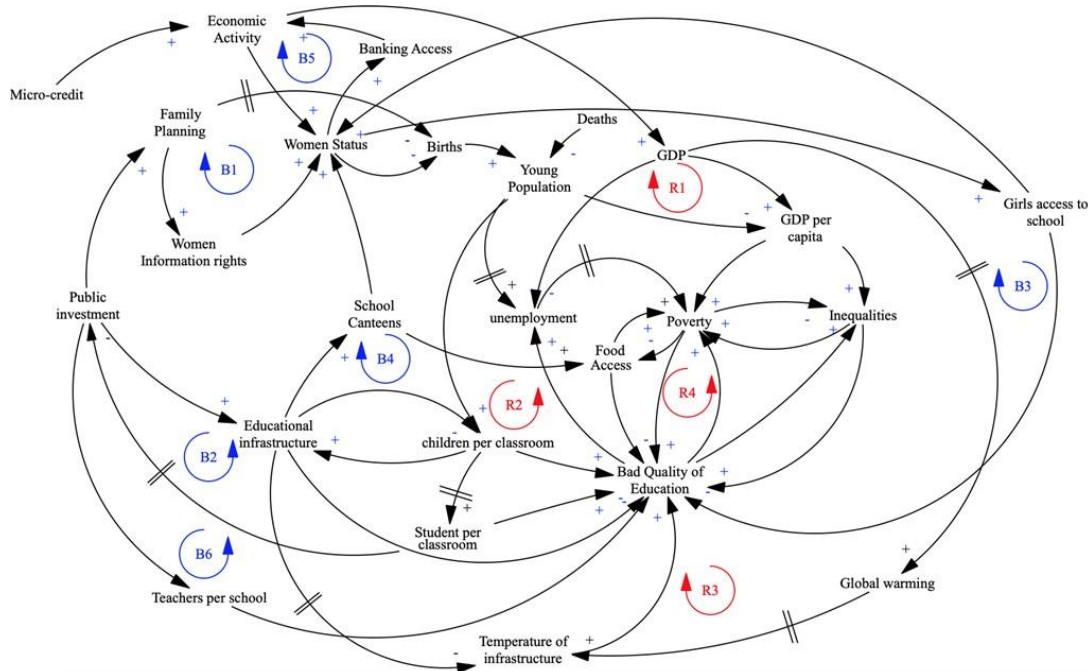 Economic
Activity
Banking Access
B5
Micro-credit
Family
Planning
Women Status
Births
Deaths
GDP
Young
Population
R1
B1
GDP per
capita
Girls access to
school
Women
Information rights
Public
investment
School
Canteens
unemployment
Poverty
Inequalities
B3
Food
Access
B4
R2
R4
Educational
infrastructure
children per classroom
B2
Bad Quality of
Education
Student per
classroom
B6
Teachers per school
R3
Global warming
Temperature of
infrastructure